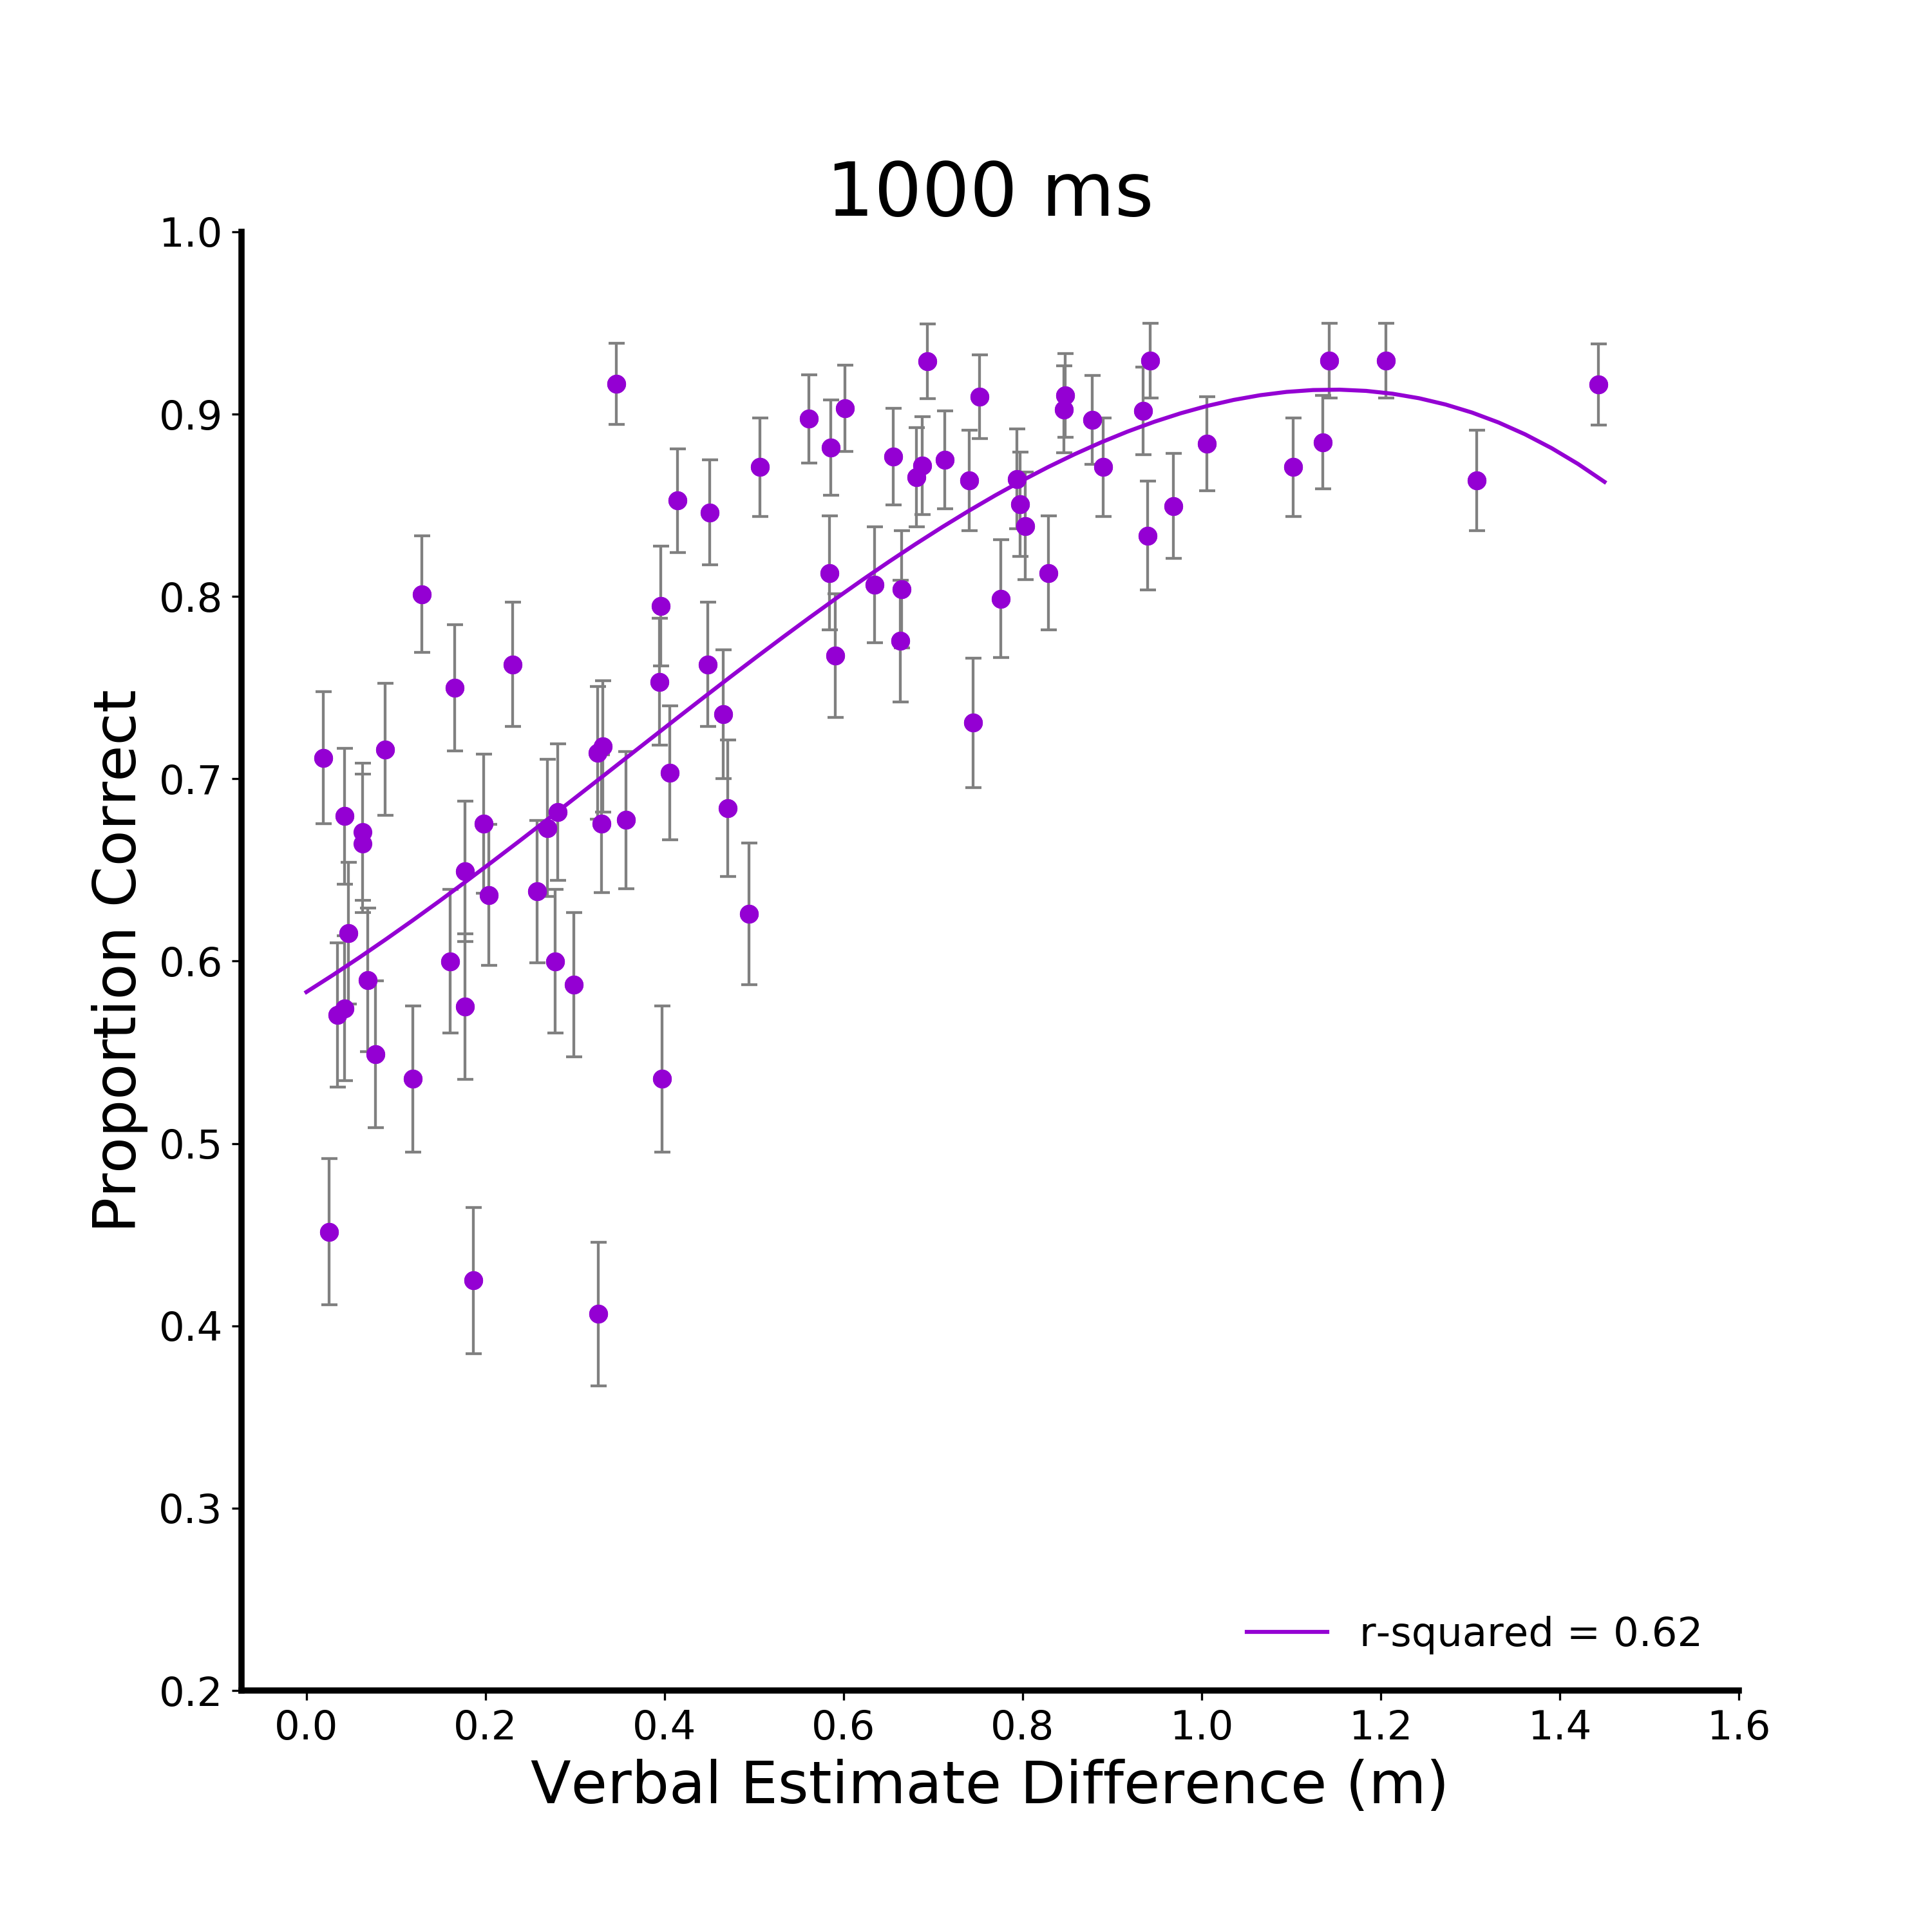 1000 ms
1.0
0.9
0.8
0.7
0.6
0.5
0.4
0.3
0.2
Proportion Correct
r-squared = 0.62
0.0 0.2 0.4 0.6 0.8 1.0 1.2 1.4 1.6
Verbal Estimate Difference (m)